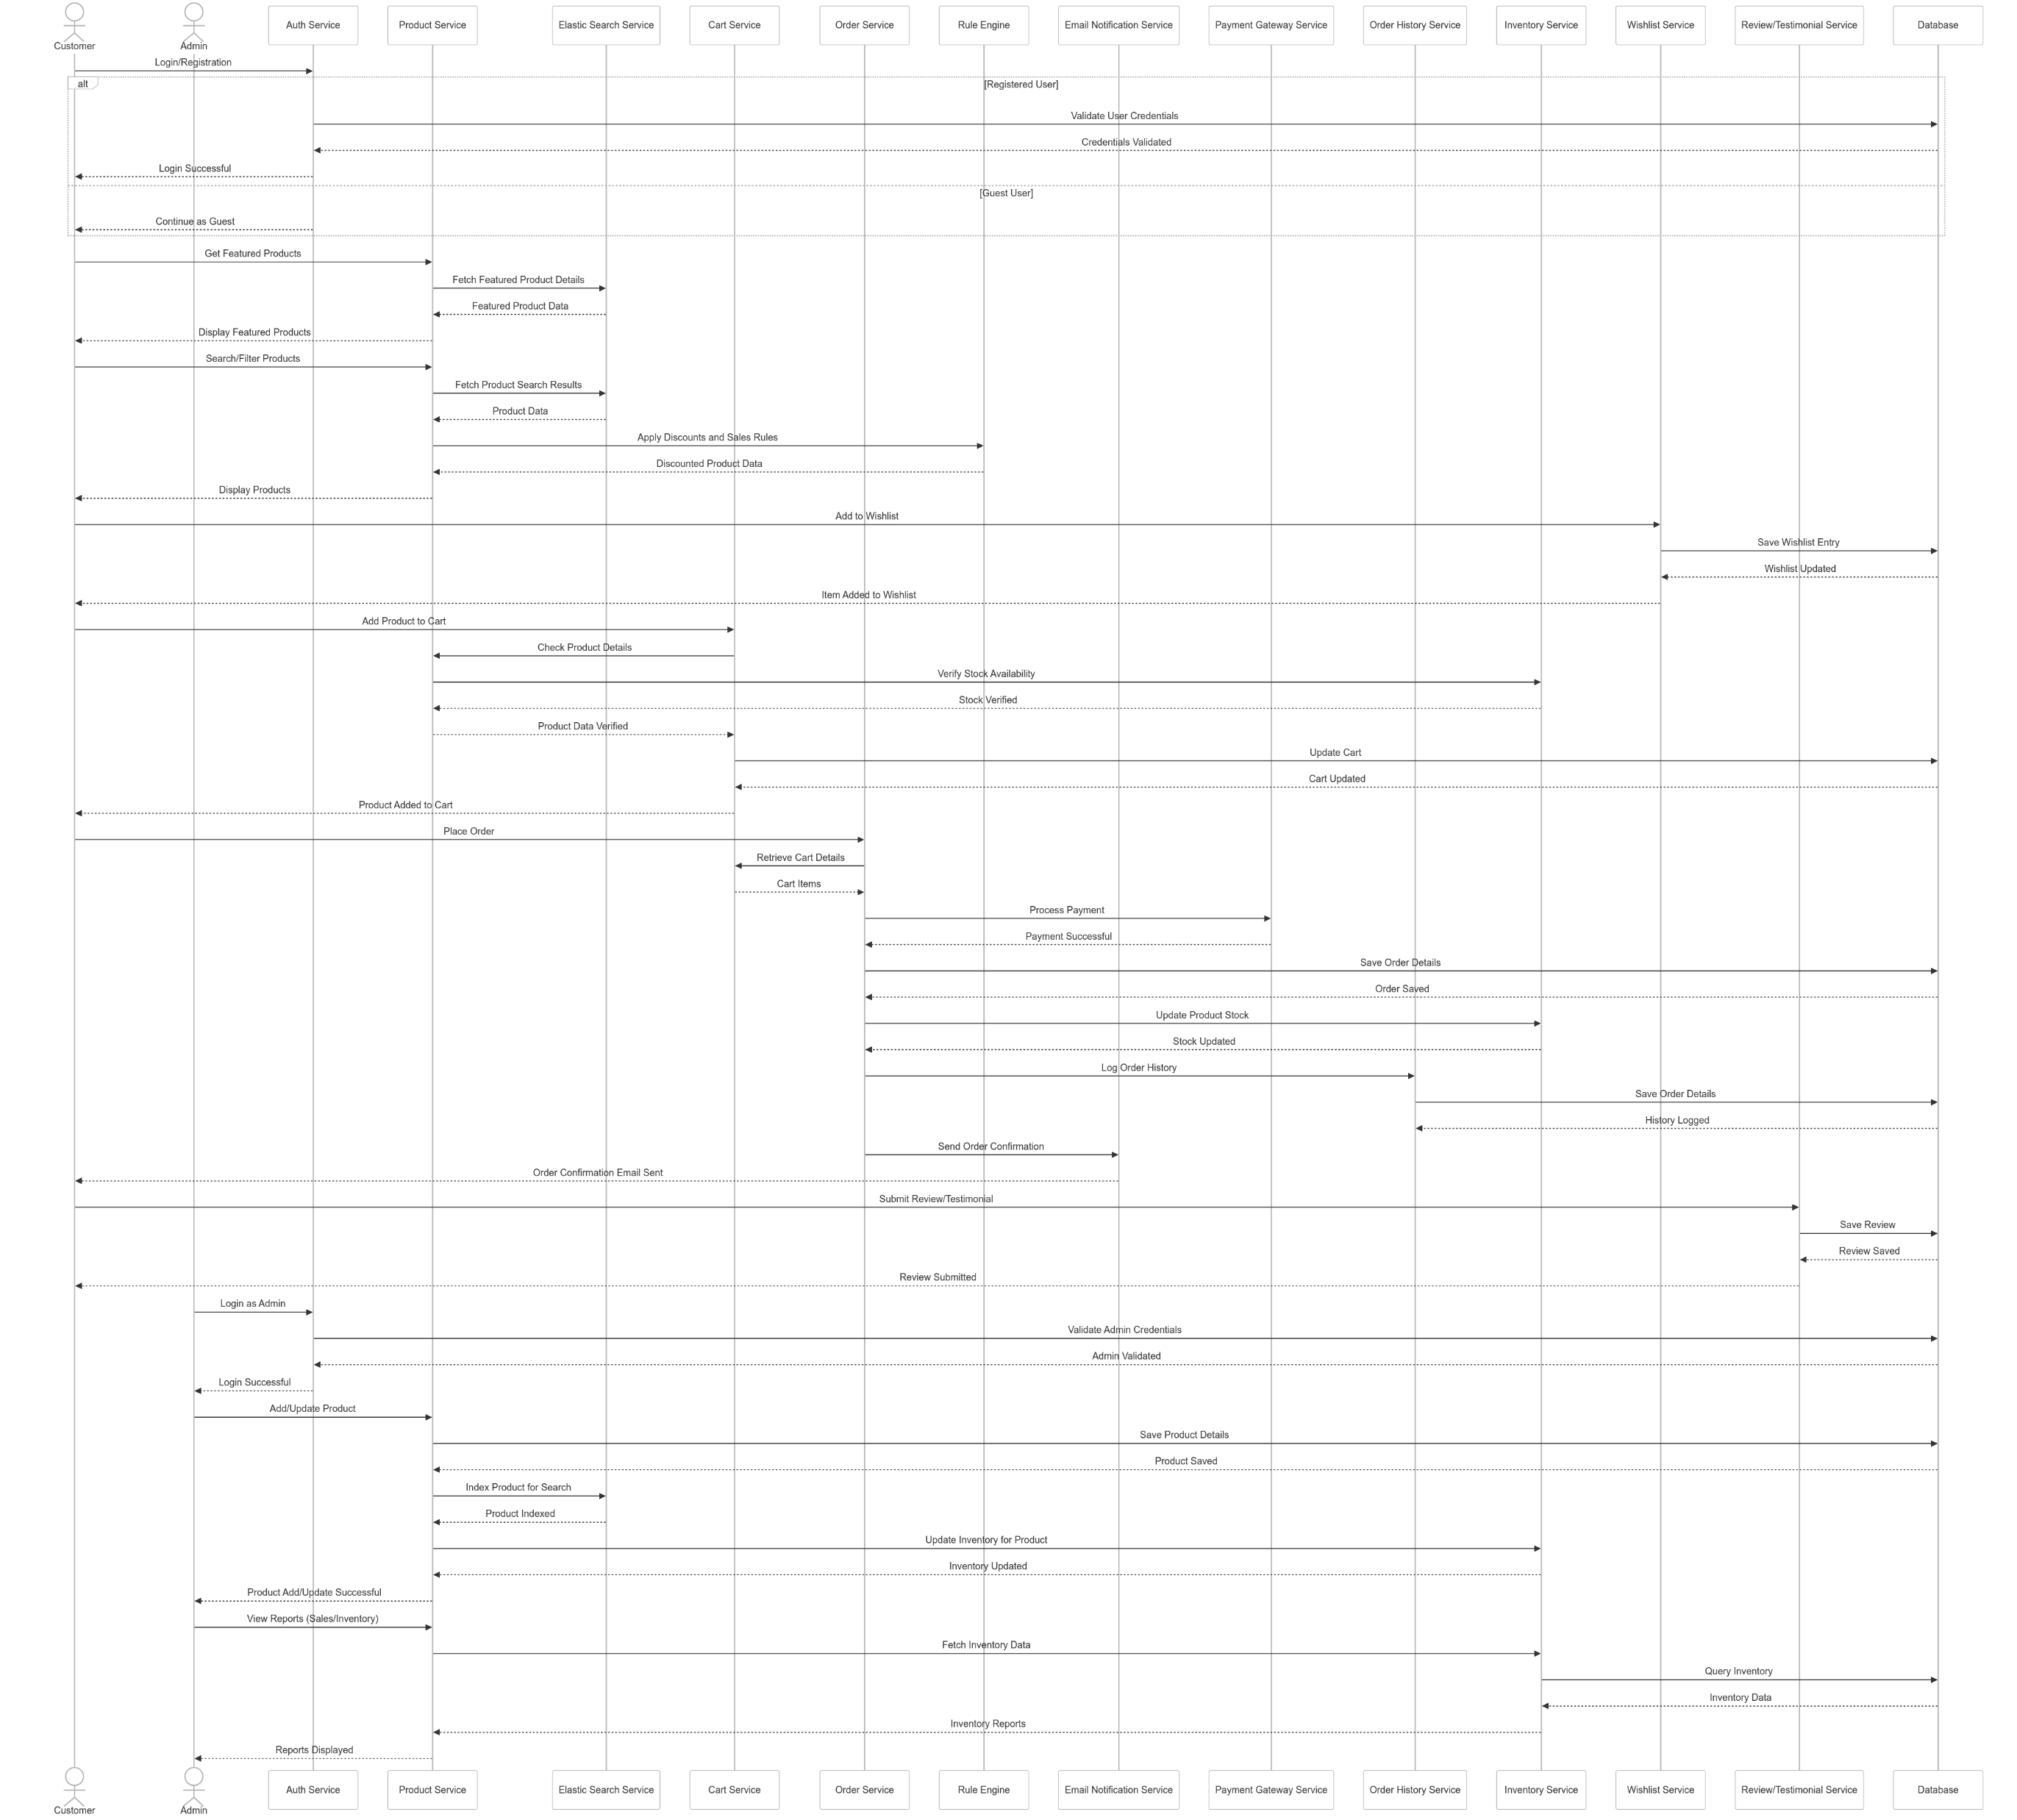 Customer
Admin
Auth Service
Product Service
Elastic Search Service
Cart Service
Order Service
Rule Engine
Email Notification Service
Payment Gateway Service
Order History Service
Inventory Service
Wishlist Service
Review/Testimonial Service
Database
Login/Registration
alt
[Registered User]
Validate User Credentials
Credentials Validated
Login Successful
[Guest User]
Continue as Guest
Get Featured Products
Fetch Featured Product Details
Featured Product Data
Display Featured Products
Search/Filter Products
Fetch Product Search Results
Product Data
Apply Discounts and Sales Rules
Discounted Product Data
Display Products
Add to Wishlist
Save Wishlist Entry
Wishlist Updated
Item Added to Wishlist
Add Product to Cart
Check Product Details
Verify Stock Availability
Stock Verified
Product Data Verified
Update Cart
Cart Updated
Product Added to Cart
Place Order
Retrieve Cart Details
Cart Items
Process Payment
Payment Successful
Save Order Details
Order Saved
Update Product Stock
Stock Updated
Log Order History
Save Order Details
History Logged
Send Order Confirmation
Order Confirmation Email Sent
Submit Review/Testimonial
Save Review
Review Saved
Review Submitted
Login as Admin
Validate Admin Credentials
Admin Validated
Login Successful
Add/Update Product
Save Product Details
Product Saved
Index Product for Search
Product Indexed
Update Inventory for Product
Inventory Updated
Product Add/Update Successful
View Reports (Sales/Inventory)
Fetch Inventory Data
Query Inventory
Inventory Data
Inventory Reports
Reports Displayed
Customer
Admin
Auth Service
Product Service
Elastic Search Service
Cart Service
Order Service
Rule Engine
Email Notification Service
Payment Gateway Service
Order History Service
Inventory Service
Wishlist Service
Review/Testimonial Service
Database